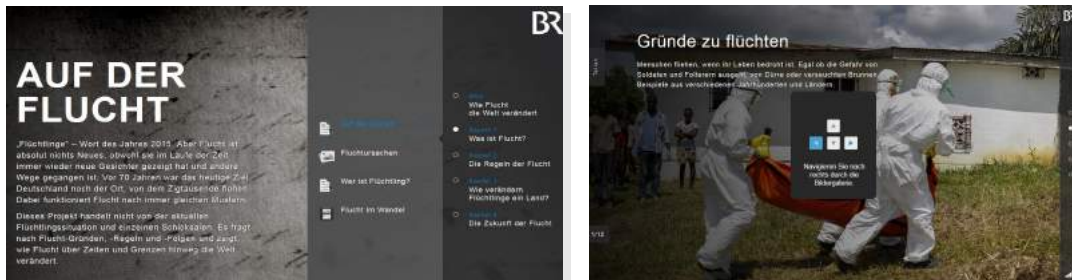 BR
AUF DER
FLUCHT
„Flüchtlinge" – Wort des Jahres 2015. Aber Flucht ist
absolut nichts Neues, obwohl sie im Laufe der Zeit
immer wieder neue Gesichter gezeigt hat und andere
Wege gegangen ist. Vor 70 Jahren war das heutige Ziel
Deutschland noch der Ort, von dem Zigtausende flohen.
Dabei funktioniert Flucht nach immer gleichen Mustern.
Dieses Projekt handelt nicht von der aktuellen
Flüchtlingssituation und einzelnen Schicksalen. Es fragt
nach Flucht-Gründen, -Regeln und -Folgen und zeigt,
wie Flucht über Zeiten und Grenzen hinweg die Welt
verändert.
Fluchtursachen
Wer ist Flüchtling?
Flucht im Wandel
Wie Flucht
die Welt verändert
Was ist Flucht?
Die Regeln der Flucht
Wie verändern
Flüchtlinge ein Land?
Die Zukunft der Flucht
Gründe zu flüchten
Menschen fliehen, wenn ihr Leben bedroht ist. Egal ob die Gefahr von
Soldaten und Folterern ausgeht, von Dürre oder verseuchten Brunnen.
Beispiele aus verschiedenen Jahrhunderten und Ländern.
Teilen
Navigieren Sie nach
rechts durch die
Bildergalerie.
1/12